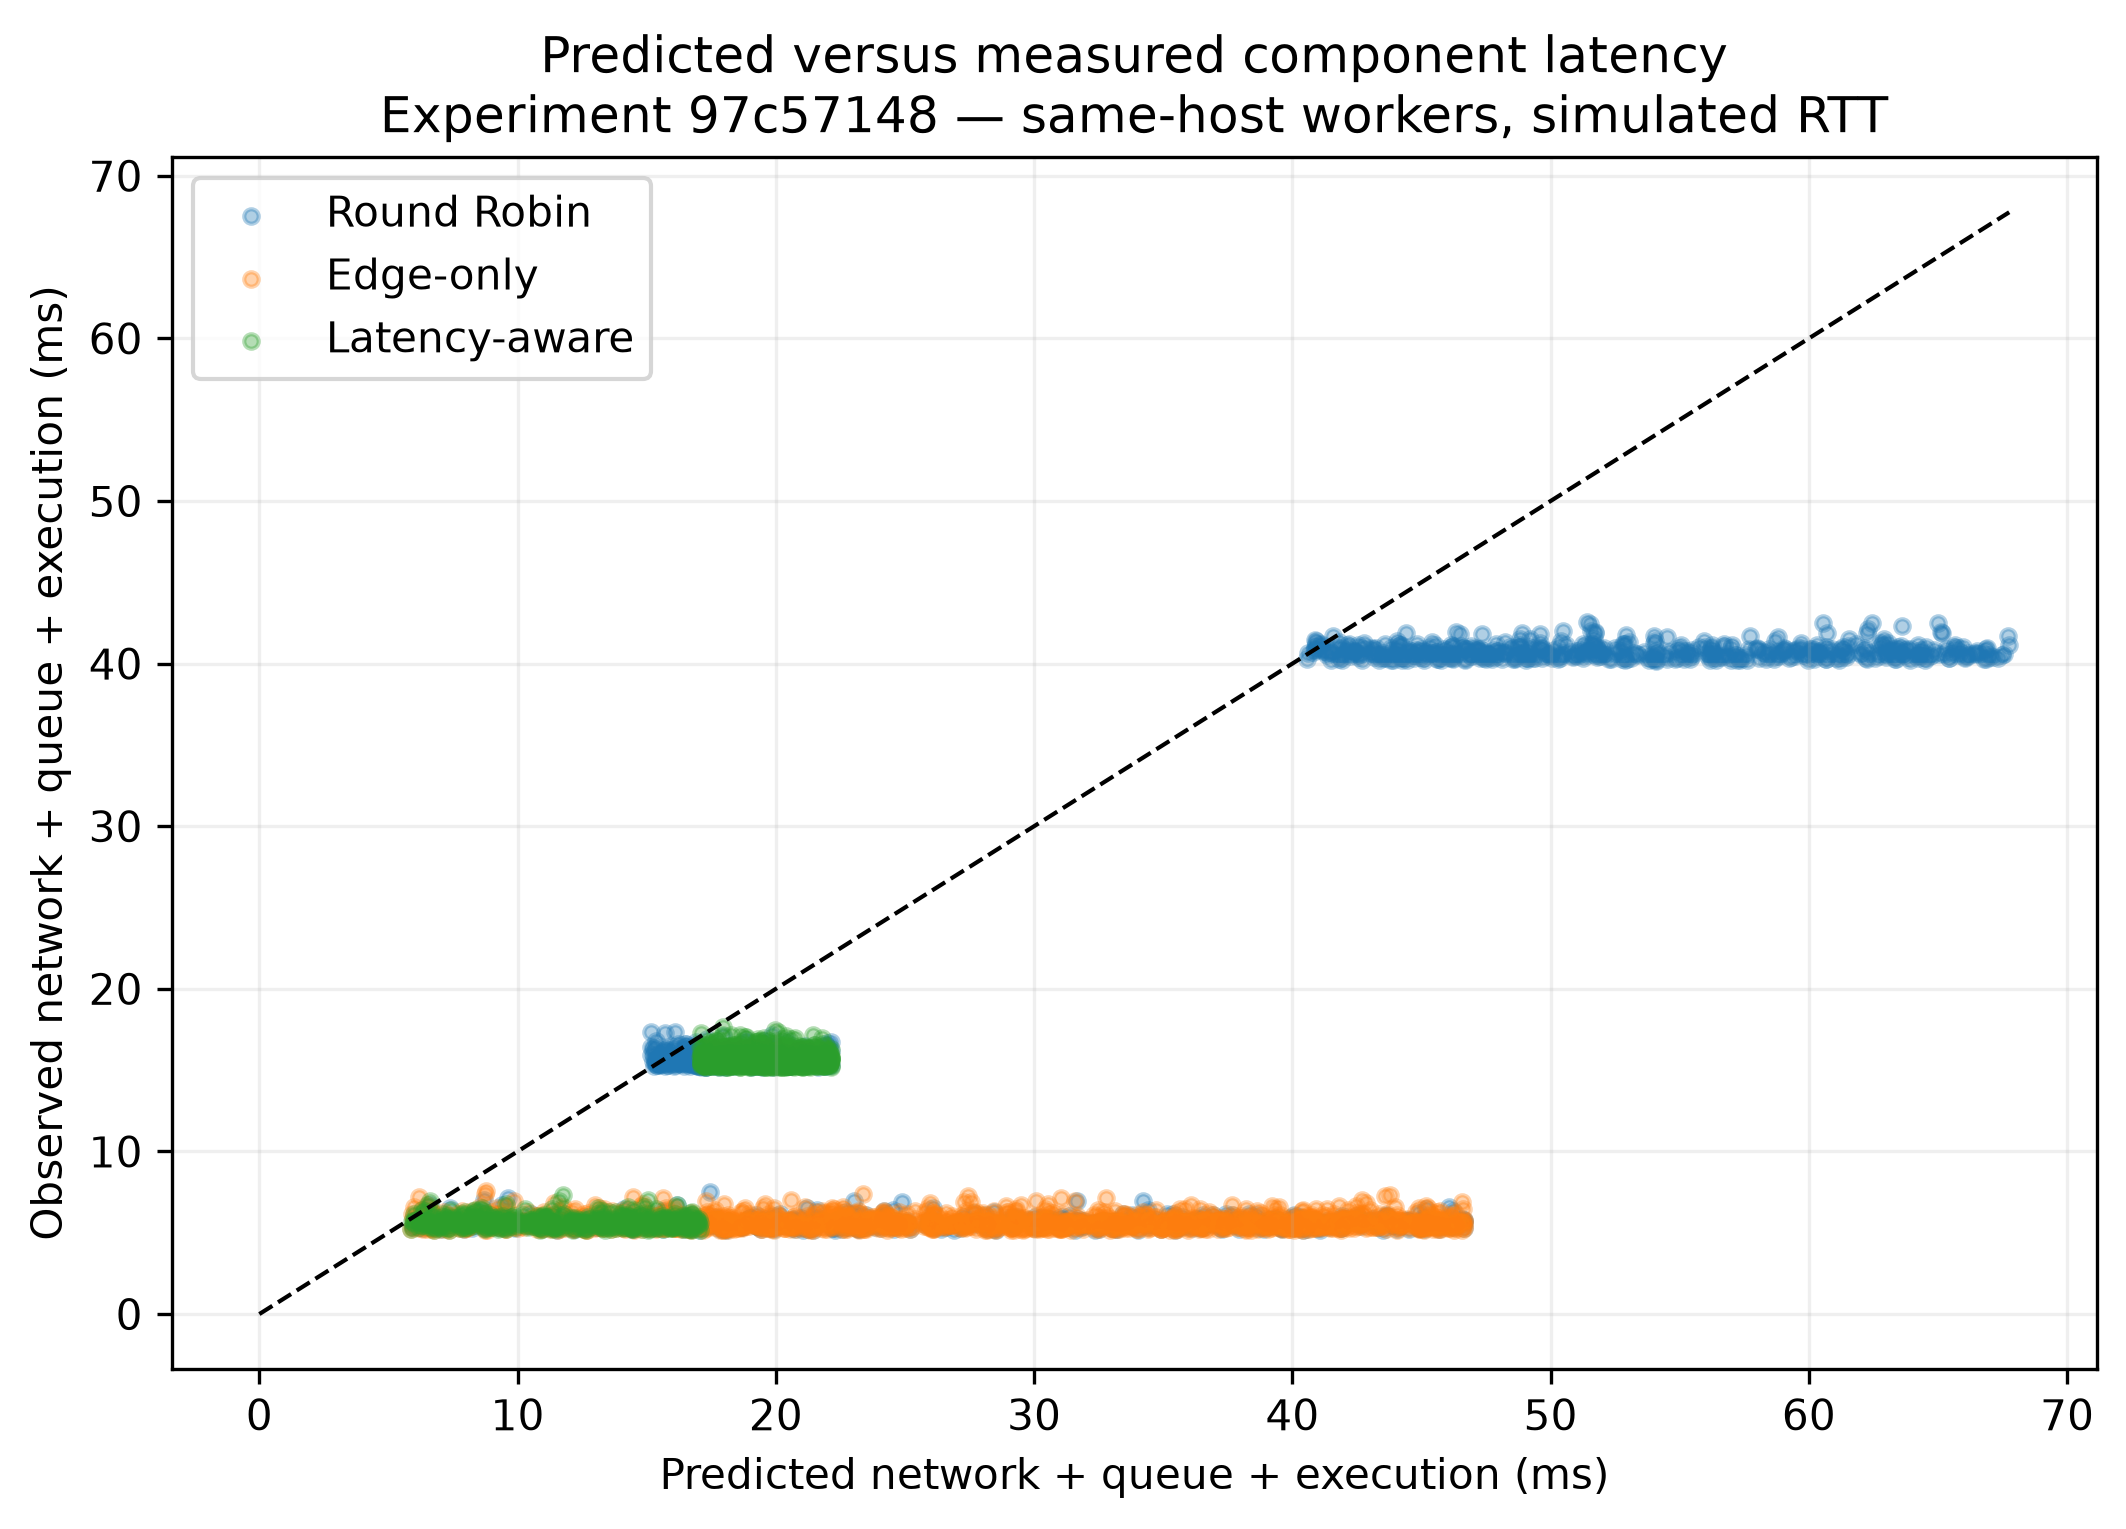 Predicted versus measured component latency
Experiment 97c57148 — same-host workers, simulated RTT
Round Robin
Edge-only
Latency-aware
Observed network + queue + execution (ms)
70
60
50
40
30
20
10
0
0 10 20 30 40 50 60 70
Predicted network + queue + execution (ms)